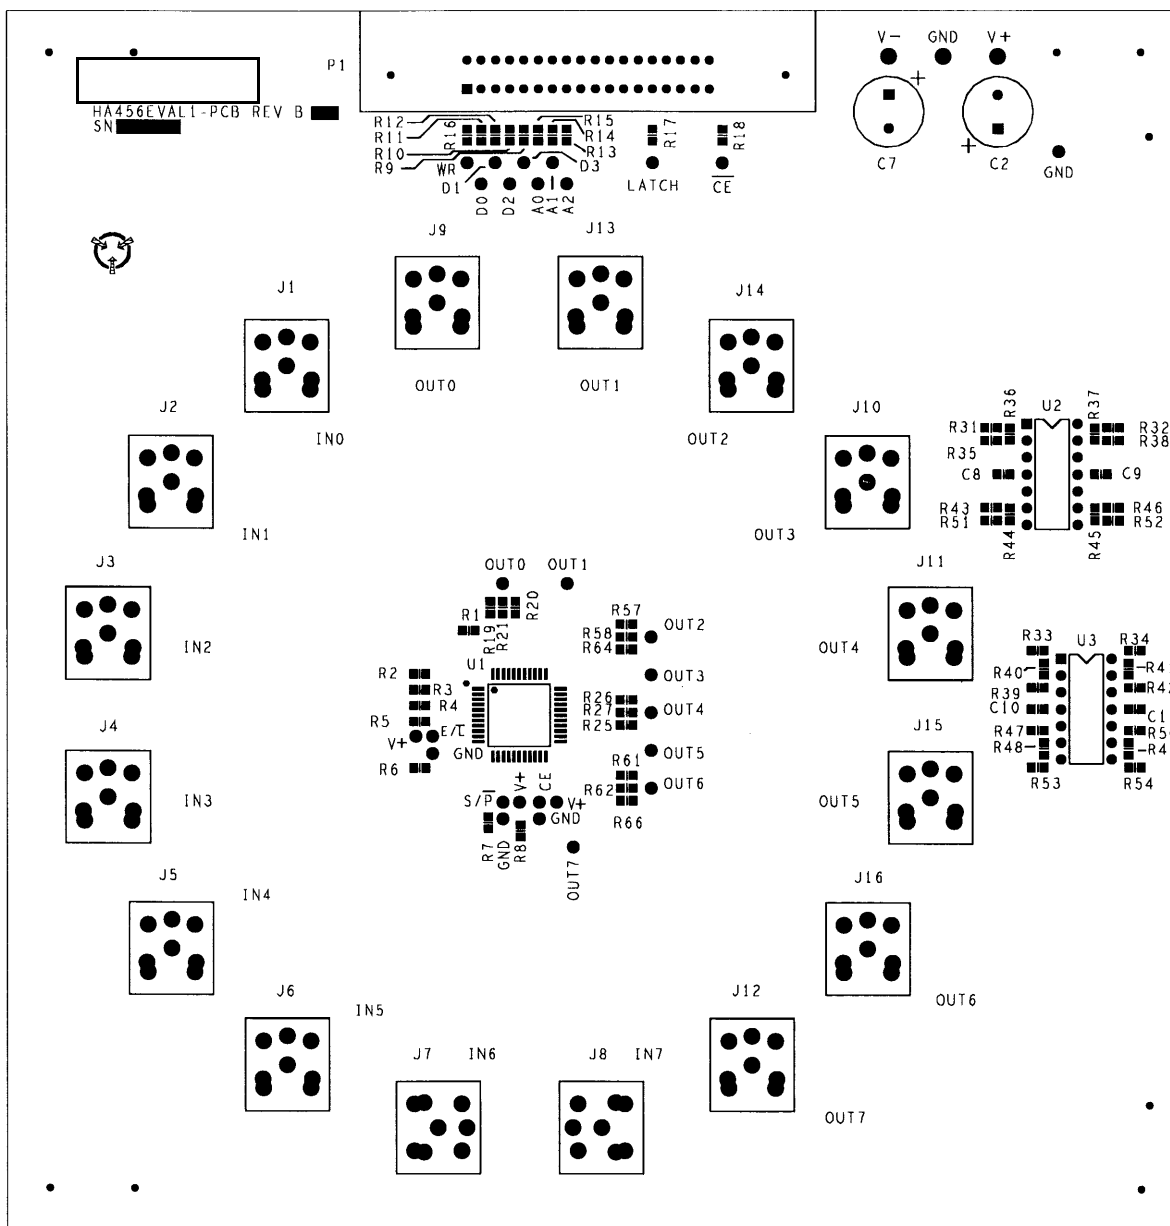 V- GND V+
P1
HA456EVAL1-PCB REV B
SN
R12 R16 R15 R17 R18
R11 R14
R10 R13
R9 WR D3 C7 C2
D1 LATCH CE GND
D0 D2 A0 A1 A2
J9 J13
J1 J14
OUT0 OUT1
J2 J10 R36 U2 R37
IN0 OUT2 R31 R32
R38
R35
C8 C9
R43 R46
R51 R52
IN1 OUT3 R44 R45
J3 OUT0 OUT1 J11
R1 R19 R21 R20 R57
R58 OUT2
IN2 R64 OUT4 R33 U3 R34
U1
R2 OUT3 R40
R3 R39
R4 R26 OUT4 C10
R27
R5 E/L R25 R47
J4 V+ GND OUT5 J15 R48
R6 R61 R53 R54
R62 OUT6
IN3 S/P V+ CE V+ OUT5
GND
R7 GND R8 R66
OUT7
J5 IN4 J16
J6 IN5 J12 OUT6
J7 IN6 J8 IN7
OUT7